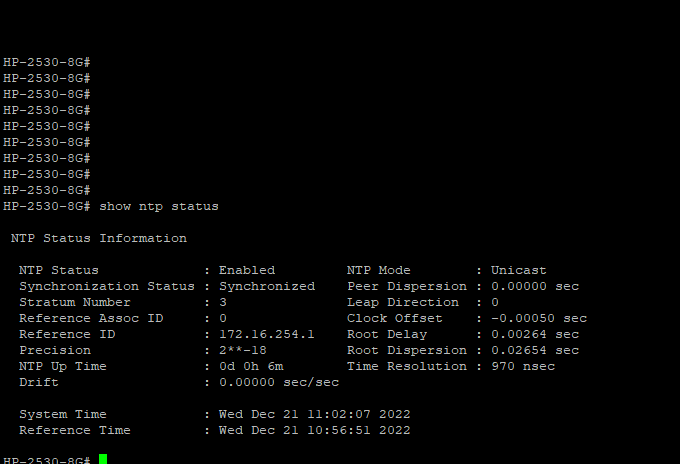 HP-2530-8G#
HP-2530-8G#
HP-2530-8G#
HP-2530-8G#
HP-2530-8G#
HP-2530-8G#
HP-2530-8G#
HP-2530-8G#
HP-2530-8G#
HP-2530-8G# show ntp status
NTP Status Information
NTP Status : Enabled NTP Mode : Unicast
Synchronization Status : Synchronized Peer Dispersion : 0.00000 sec
Stratum Number : 3 Leap Direction : 0
Reference Assoc ID : 0 Clock Offset : -0.00050 sec
Reference ID : 172.16.254.1 Root Delay : 0.00264 sec
Precision : 2**-18 Root Dispersion : 0.02654 sec
NTP Up Time : 0d 0h 6m Time Resolution : 970 nsec
Drift : 0.00000 sec/sec
System Time : Wed Dec 21 11:02:07 2022
Reference Time : Wed Dec 21 10:56:51 2022
HP-2530-8G#